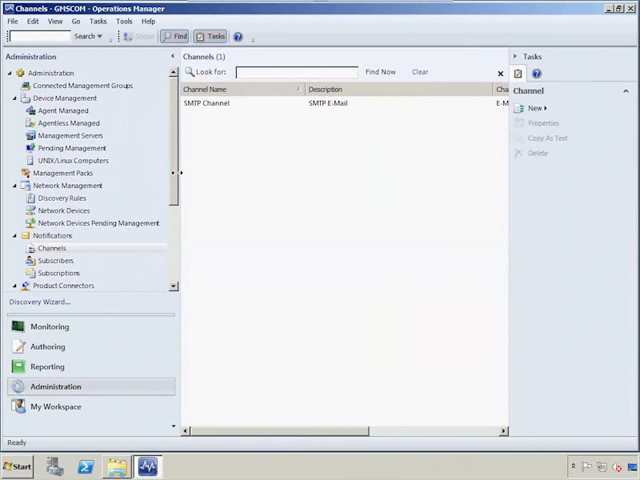 Channels - GMSCOM - Operations Manager
File Edit View Go Tasks Tools Help
Search Find Tasks
Administration
Administration
Connected Management Groups
Device Management
Agent Managed
Agentless Managed
Management Servers
Pending Management
UNIX/Linux Computers
Management Packs
Network Management
Discovery Rules
Network Devices
Network Devices Pending Management
Notifications
Channels
Subscribers
Subscriptions
Product Connectors
Discovery Wizard...
Monitoring
Authoring
Reporting
Administration
My Workspace
Channels (1)
Look for: Find Now Clear
Channel Name Description Cha
SMTP Channel SMTP E-Mail E-M
Tasks
Channel
New
Properties
Copy As Text
Delete
Ready
Start